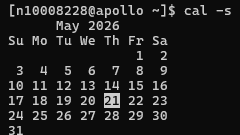 [n10008228@apollo ~]$ cal -s
      May 2026
Su Mo Tu We Th Fr Sa
                1  2
 3  4  5  6  7  8  9
10 11 12 13 14 15 16
17 18 19 20 21 22 23
24 25 26 27 28 29 30
31